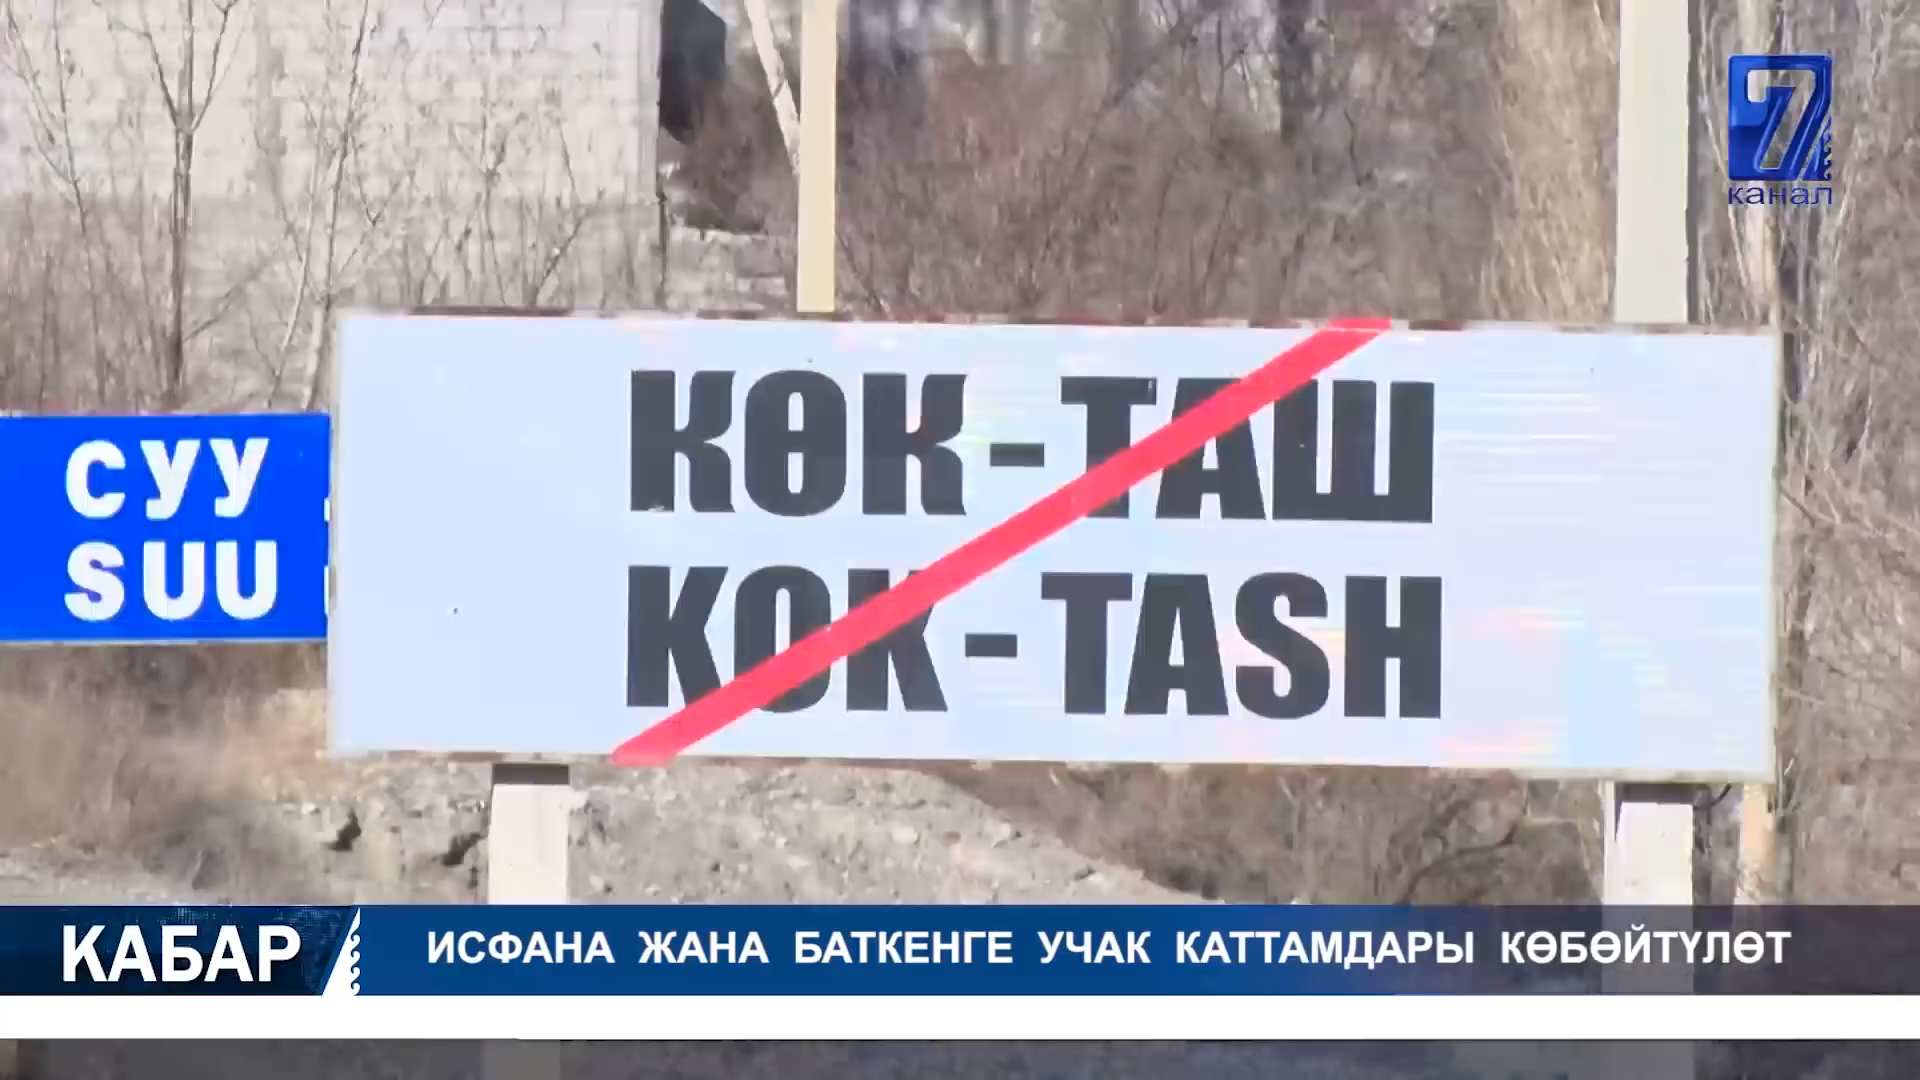 7
канал
КӨК-ТАШ
KOK-TASH
СУУ
SUU
КАБАР
ИСФАНА ЖАНА БАТКЕНГЕ УЧАК КАТТАМДАРЫ КӨБӨЙТҮЛӨТ